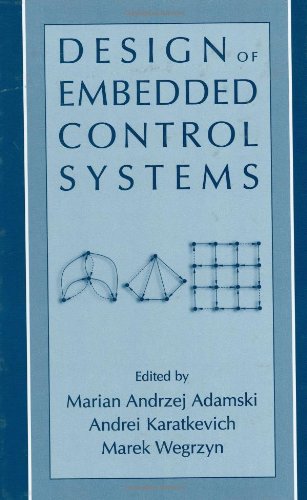 DESIGN OF
EMBEDDED
CONTROL
SYSTEMS
Edited by
Marian Andrzej Adamski
Andrei Karatkevich
Marek Wegrzyn